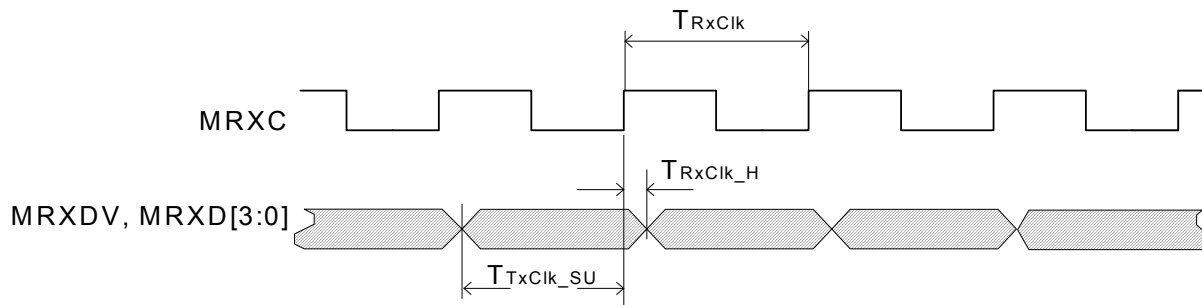 TRxClk
MRXC
TRxClk_H
MRXDV, MRXD[3:0]
TTxClk_SU